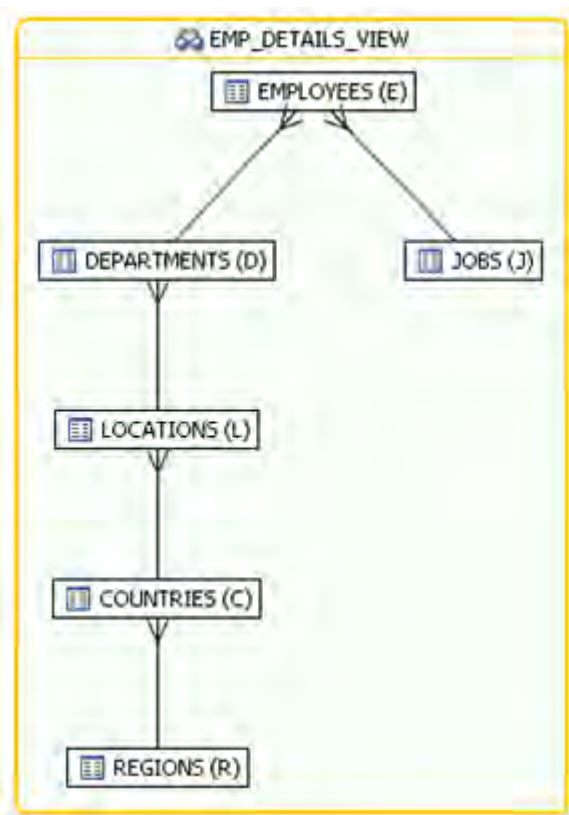 EMP_DETAILS_VIEW
EMPLOYEES (E)
DEPARTMENTS (D)
JOBS (J)
LOCATIONS (L)
COUNTRIES (C)
REGIONS (R)